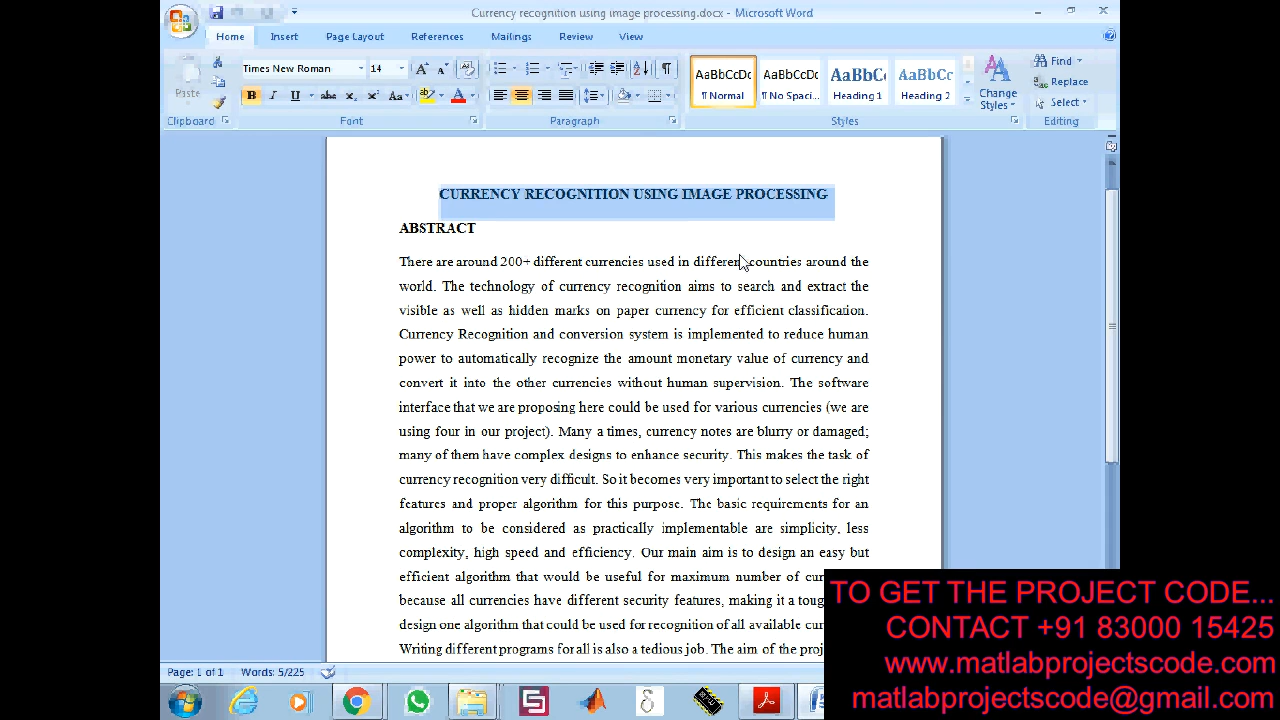 Currency recognition using image processing.docx - Microsoft Word
Home Insert Page Layout References Mailings Review View
Times New Roman 14
AaBbCcDc AaBbCcDc AaBbC AaBbCc
Paste
B I U abc x₂ x² Aa
¶ Normal ¶ No Spaci... Heading 1 Heading 2
Change Styles
Find
Replace
Select
Clipboard Font Paragraph Styles Editing
CURRENCY RECOGNITION USING IMAGE PROCESSING
ABSTRACT
There are around 200+ different currencies used in different countries around the
world. The technology of currency recognition aims to search and extract the
visible as well as hidden marks on paper currency for efficient classification.
Currency Recognition and conversion system is implemented to reduce human
power to automatically recognize the amount monetary value of currency and
convert it into the other currencies without human supervision. The software
interface that we are proposing here could be used for various currencies (we are
using four in our project). Many a times, currency notes are blurry or damaged;
many of them have complex designs to enhance security. This makes the task of
currency recognition very difficult. So it becomes very important to select the right
features and proper algorithm for this purpose. The basic requirements for an
algorithm to be considered as practically implementable are simplicity, less
complexity, high speed and efficiency. Our main aim is to design an easy but
efficient algorithm that would be useful for maximum number of
because all currencies have different security features, making it a
design one algorithm that could be used for recognition of all available
Writing different programs for all is also a tedious job. The aim of the
Page: 1 of 1 Words: 5/225
TO GET THE PROJECT CODE...
CONTACT +91 83000 15425
www.matlabprojectscode.com
matlabprojectscode@gmail.com